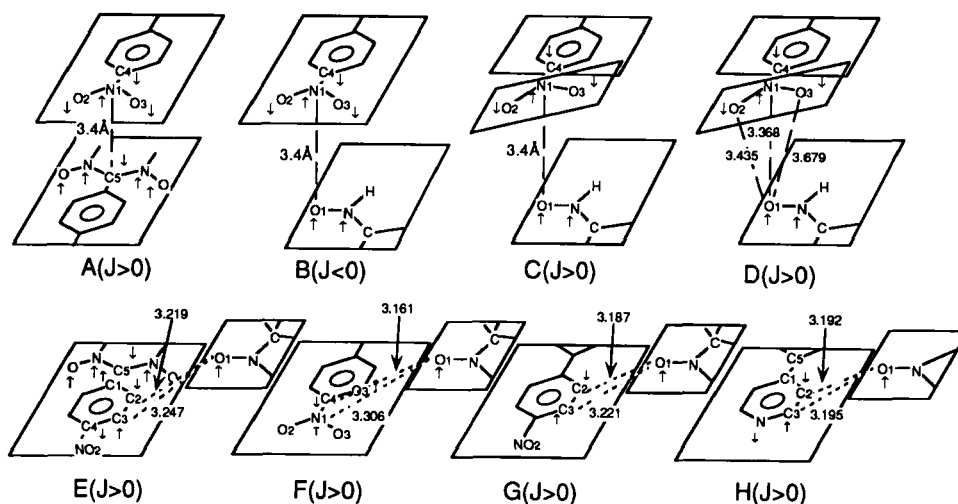 C4 ↓
O2 N1 O3
↓ ↑ ↓
3.4Å
↓
O N C5 N O
↑ ↑ ↑ ↑
A(J>0)
C4 ↓
O2 N1 O3
↓ ↑ ↓
3.4Å
H
O1 N
↑ ↑
C
B(J<0)
↓
C4
N1 O3 ↓
↓ O2 ↑
3.4Å
H
O1 N
↑ ↑
C
C(J>0)
↓
C4
N1 O3
↓ O2 ↑ ↓
3.368
3.435 3.679
H
O1 N
↑ ↑
C
D(J>0)
3.219
O N C5 ↓ N O
↑ ↑ ↑
C1 ↓
C2
3.247
C4 C3
↓ ↑
NO2
O1 N
↑
E(J>0)
3.161
C4 O3
↓
O2 N1 O3
↑
3.306
O1 N C
↑
F(J>0)
3.187
C2
↓
C3
↑
3.221
NO2
O1 N C
↑
G(J>0)
3.192
C5
C1 ↓
C2
C3
N ↑
↓
3.195
O1 N
↑
H(J>0)